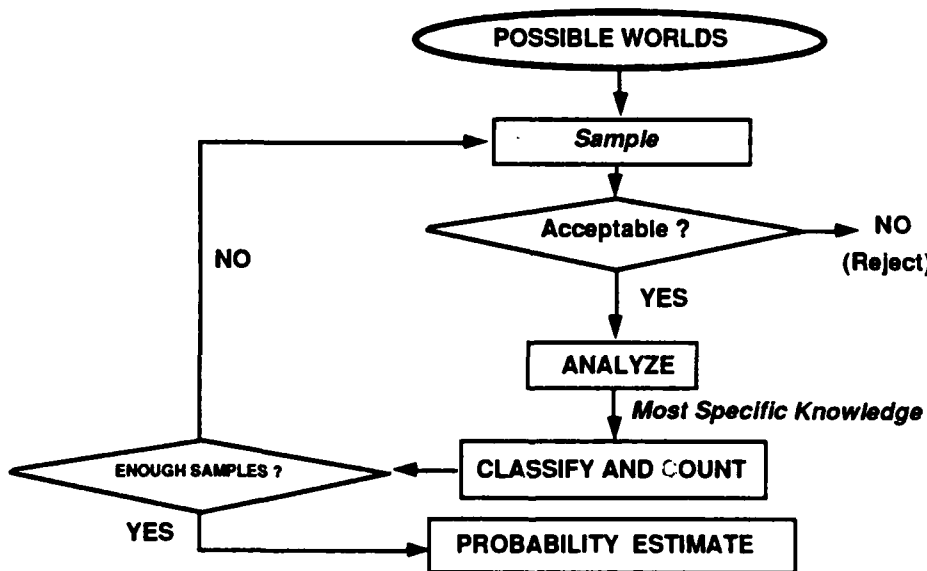 POSSIBLE WORLDS
Sample
Acceptable ?
NO
(Reject)
NO
YES
ANALYZE
Most Specific Knowledge
ENOUGH SAMPLES ?
CLASSIFY AND COUNT
YES
PROBABILITY ESTIMATE